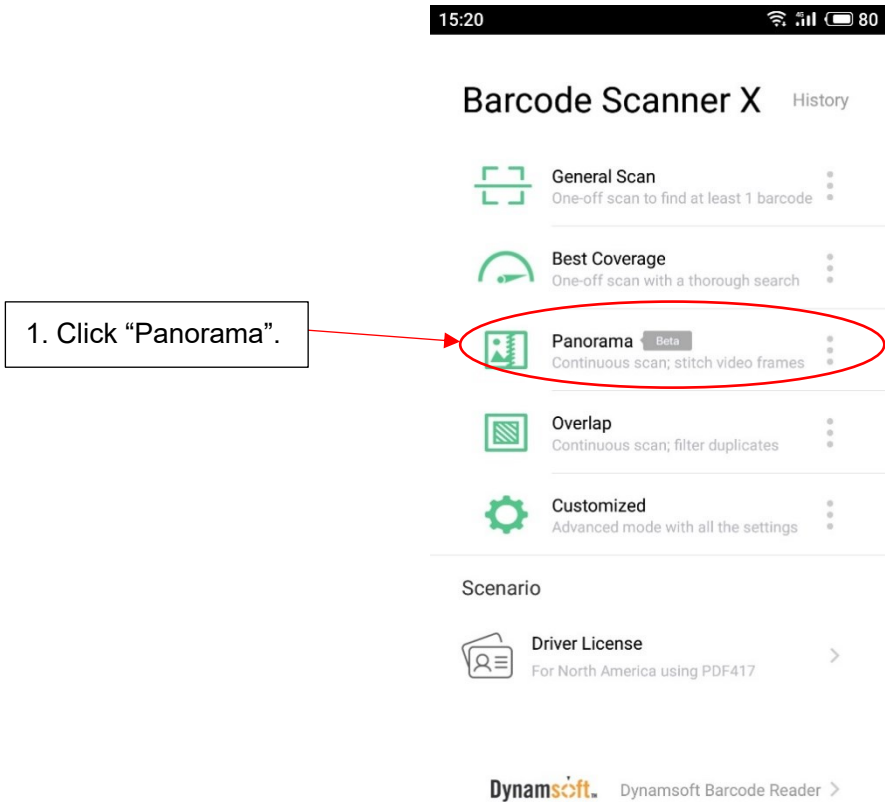 15:20
4G
80
Barcode Scanner X
History
General Scan
One-off scan to find at least 1 barcode
Best Coverage
One-off scan with a thorough search
1. Click “Panorama”.
Panorama
Beta
Continuous scan; stitch video frames
Overlap
Continuous scan; filter duplicates
Customized
Advanced mode with all the settings
Scenario
Driver License
For North America using PDF417
Dynamsoft
Dynamsoft Barcode Reader